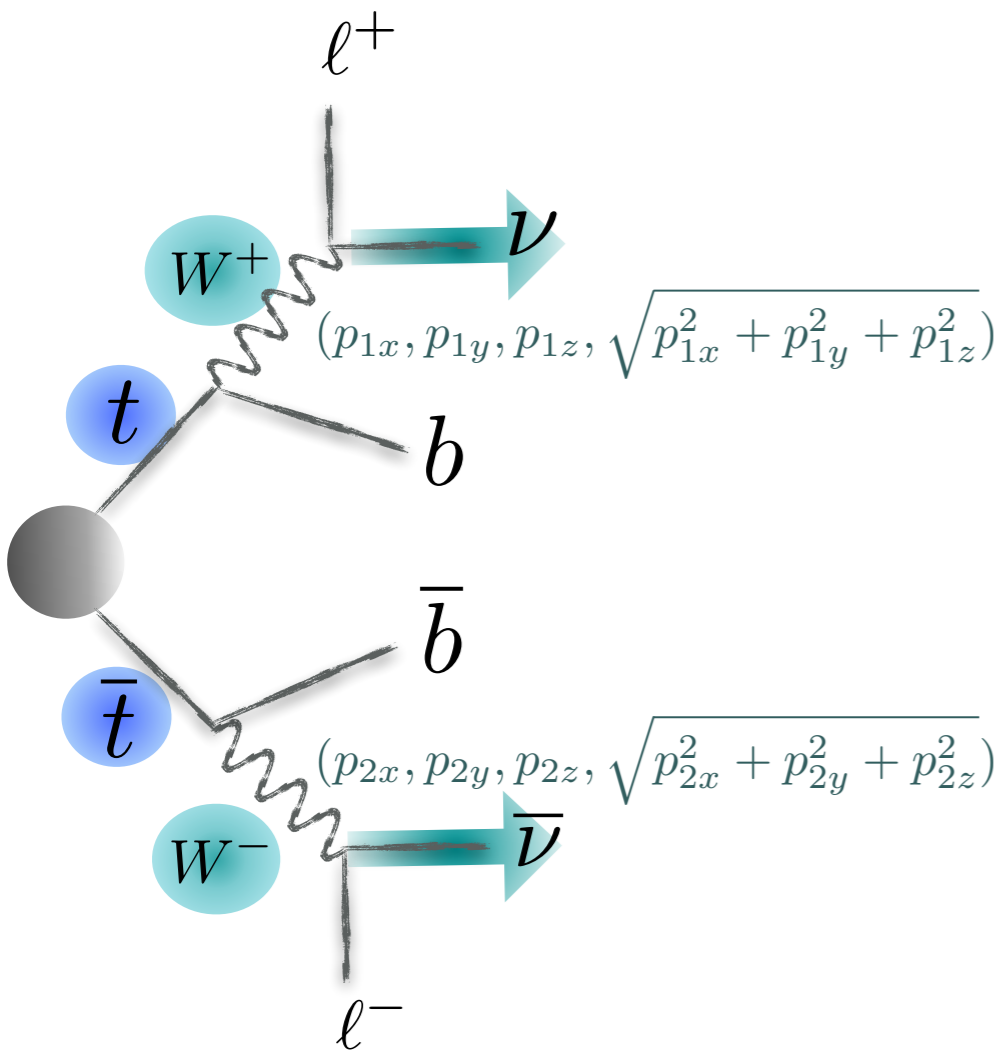 ℓ⁺
ν
W⁺
(p₁ₓ, p₁ᵧ, p₁z, √(p₁ₓ² + p₁ᵧ² + p₁z²))
t
b
b̅
t̅
(p₂ₓ, p₂ᵧ, p₂z, √(p₂ₓ² + p₂ᵧ² + p₂z²))
ν̅
W⁻
ℓ⁻